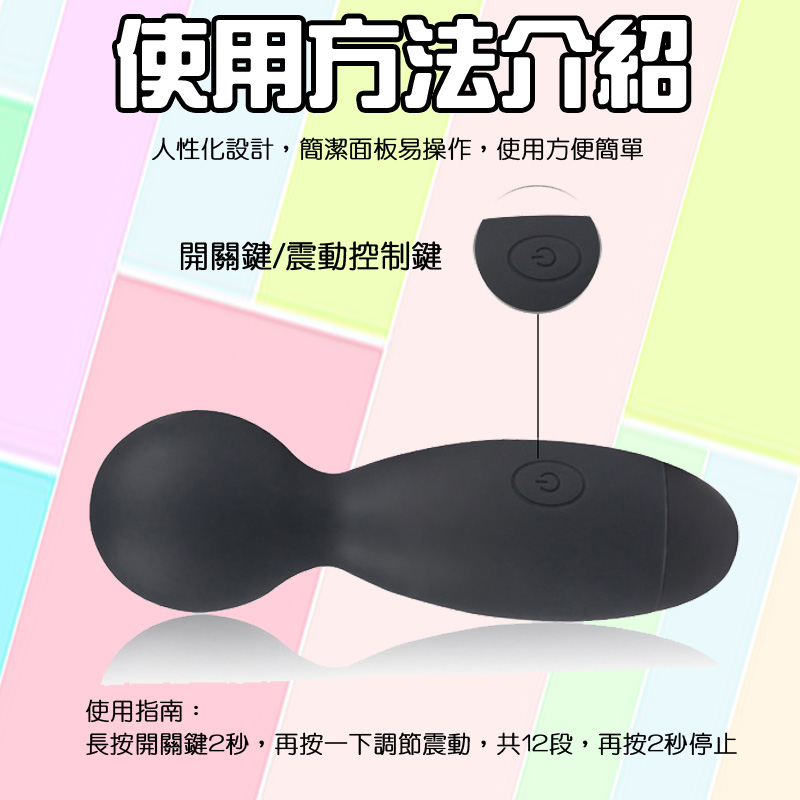 使用方法介紹
人性化設計，簡潔面板易操作，使用方便簡單
開關鍵/震動控制鍵
使用指南：
長按開關鍵2秒，再按一下調節震動，共12段，再按2秒停止